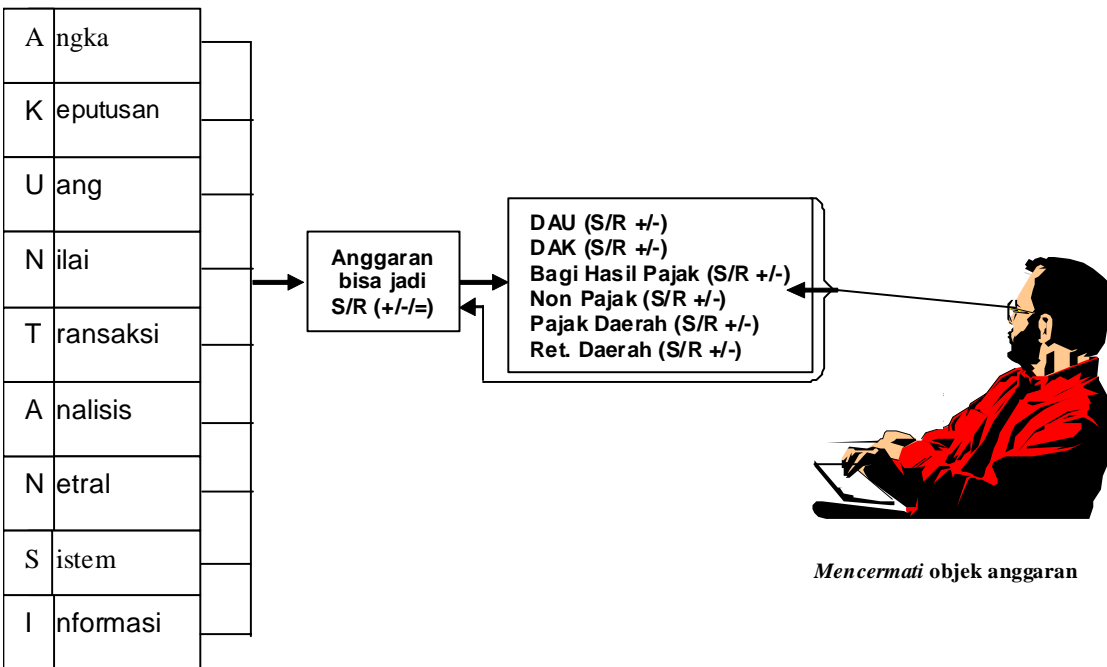 A ngka
K eputusan
U ang
N ilai
T ransaksi
A nalisis
N etral
S istem
I nformasi
Anggaran
bisa jadi
S/R (+/-/=)
DAU (S/R +/-)
DAK (S/R +/-)
Bagi Hasil Pajak (S/R +/-)
Non Pajak (S/R +/-)
Pajak Daerah (S/R +/-)
Ret. Daerah (S/R +/-)
Mencermati objek anggaran